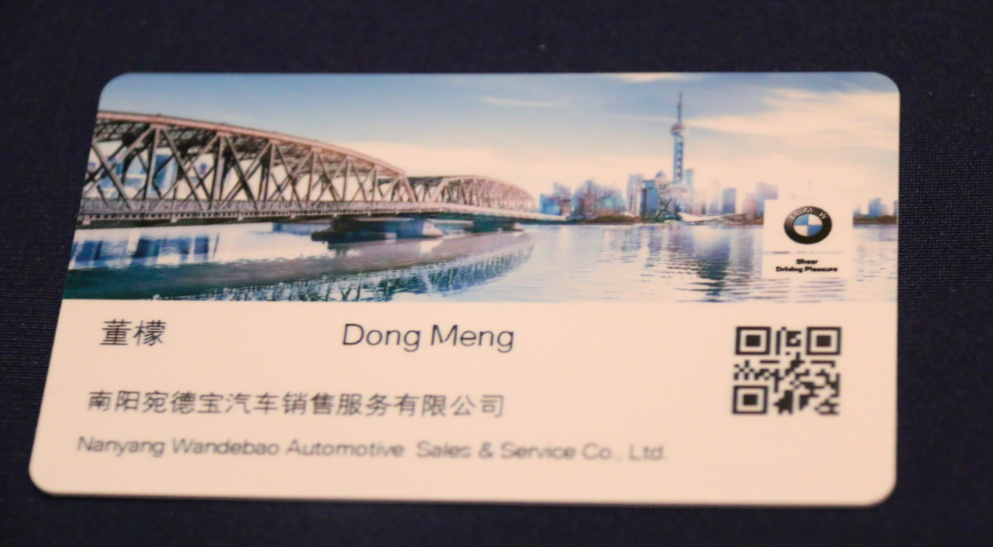 BMW
Sheer
Driving Pleasure
董檬 Dong Meng
南阳宛德宝汽车销售服务有限公司
Nanyang Wandebao Automotive Sales & Service Co., Ltd.